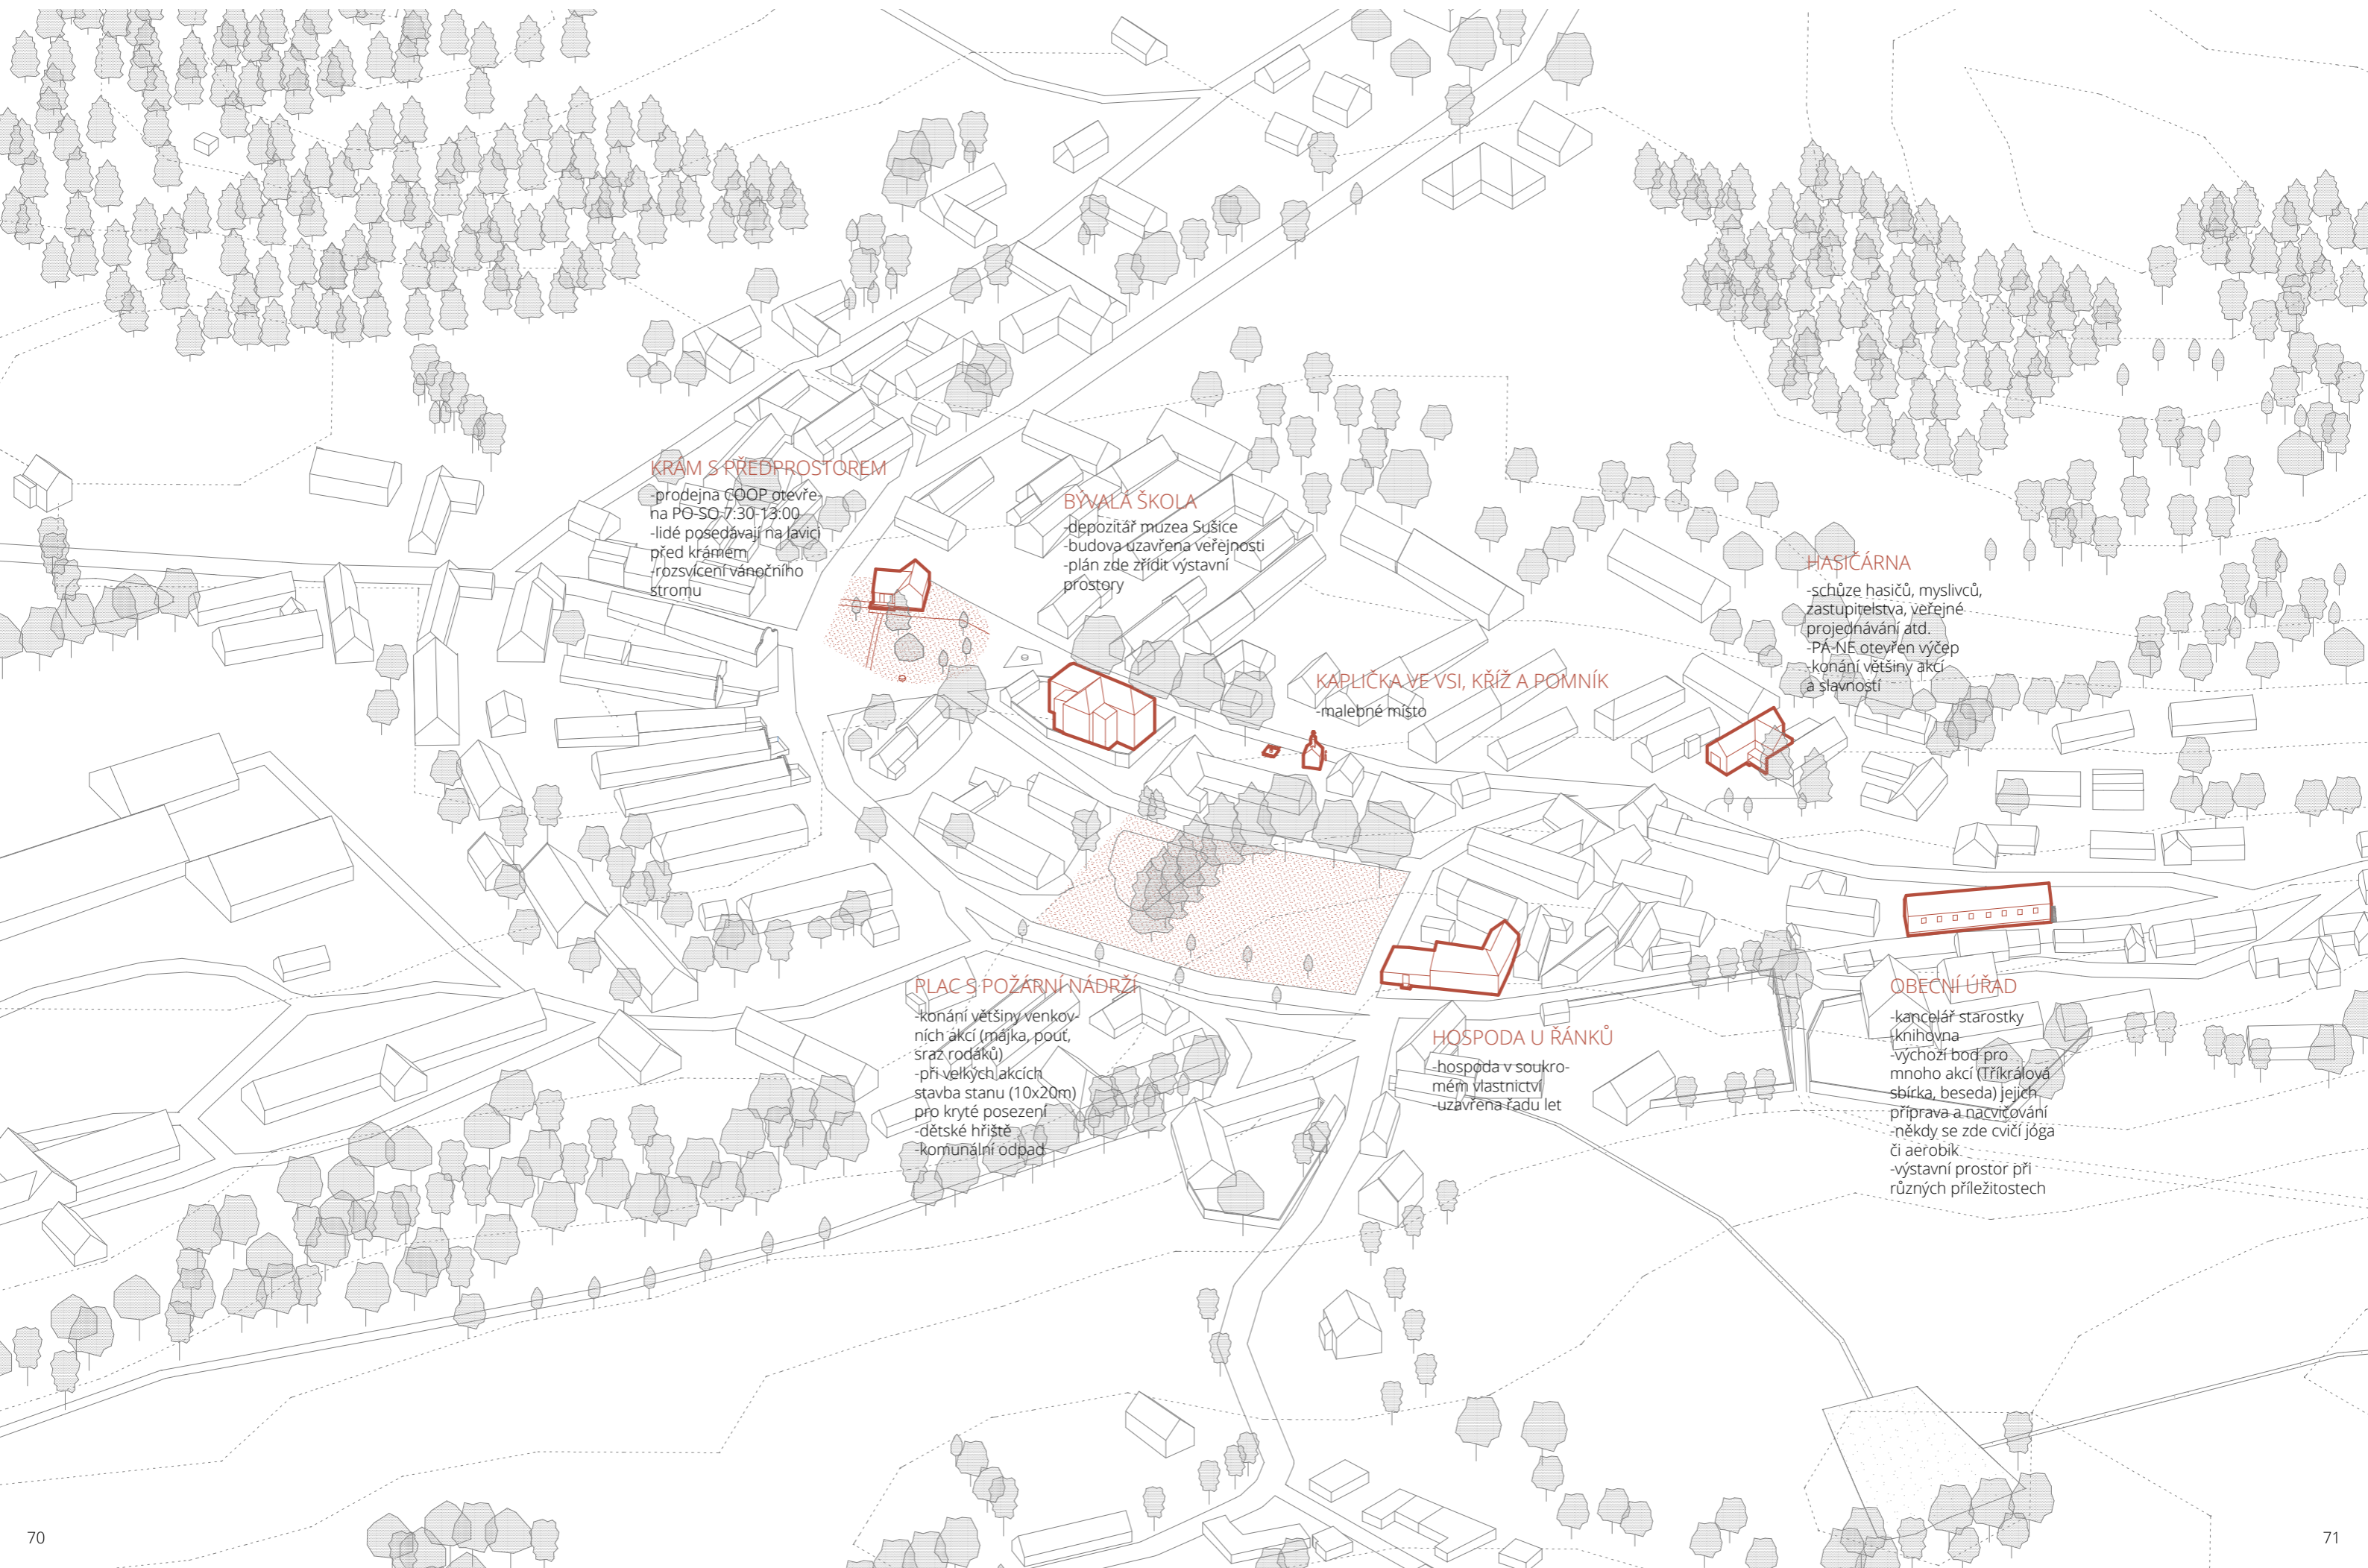 KRÁM S PŘEDPROSTOREM
-prodejna COOP otevře-
na PO-SO 7:30-13:00
-lidé posedávají na lavici
před krámem
-rozsvícení vánočního
stromu
BÝVALÁ ŠKOLA
-depozitář muzea Sušice
-budova uzavřena veřejnosti
-plán zde zřídit výstavní
prostory
KAPLIČKA VE VSI, KŘÍŽ A POMNÍK
-malebné místo
HASIČÁRNA
-schůze hasičů, myslivců,
zastupitelstva, veřejné
projednávání atd.
-PÁ-NE otevřen výčep
-konání většiny akcí
a slavností
PLAC S POŽÁRNÍ NÁDRŽÍ
-konání většiny venkov-
ních akcí (májka, pouť,
sraz rodáků)
-při velkých akcích
stavba stanu (10x20m)
pro kryté posezení
-dětské hřiště
-komunální odpad
HOSPODA U ŘÁNKŮ
-hospoda v soukro-
mém vlastnictví
-uzavřena řadu let
OBECNÍ ÚŘAD
-kancelář starostky
-knihovna
-výchozí bod pro
mnoho akcí (Tříkrálová
sbírka, beseda) jejich
příprava a nacvičování
-někdy se zde cvičí jóga
či aerobik
-výstavní prostor při
různých příležitostech
70
71